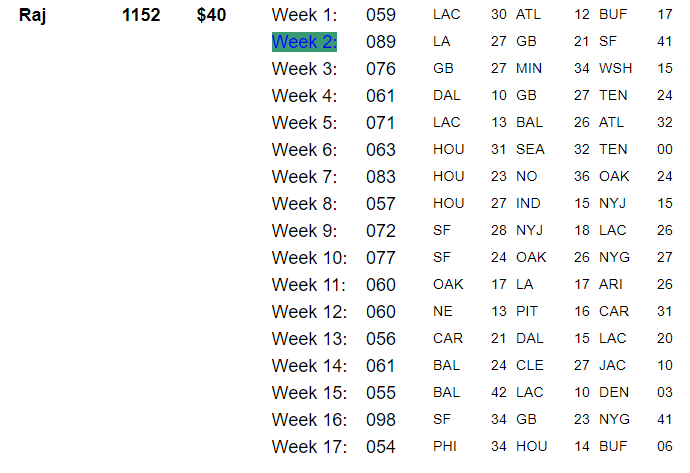 Raj 1152 $40 Week 1: 059 LAC 30 ATL 12 BUF 17
Week 2: 089 LA 27 GB 21 SF 41
Week 3: 076 GB 27 MIN 34 WSH 15
Week 4: 061 DAL 10 GB 27 TEN 24
Week 5: 071 LAC 13 BAL 26 ATL 32
Week 6: 063 HOU 31 SEA 32 TEN 00
Week 7: 083 HOU 23 NO 36 OAK 24
Week 8: 057 HOU 27 IND 15 NYJ 15
Week 9: 072 SF 28 NYJ 18 LAC 26
Week 10: 077 SF 24 OAK 26 NYG 27
Week 11: 060 OAK 17 LA 17 ARI 26
Week 12: 060 NE 13 PIT 16 CAR 31
Week 13: 056 CAR 21 DAL 15 LAC 20
Week 14: 061 BAL 24 CLE 27 JAC 10
Week 15: 055 BAL 42 LAC 10 DEN 03
Week 16: 098 SF 34 GB 23 NYG 41
Week 17: 054 PHI 34 HOU 14 BUF 06